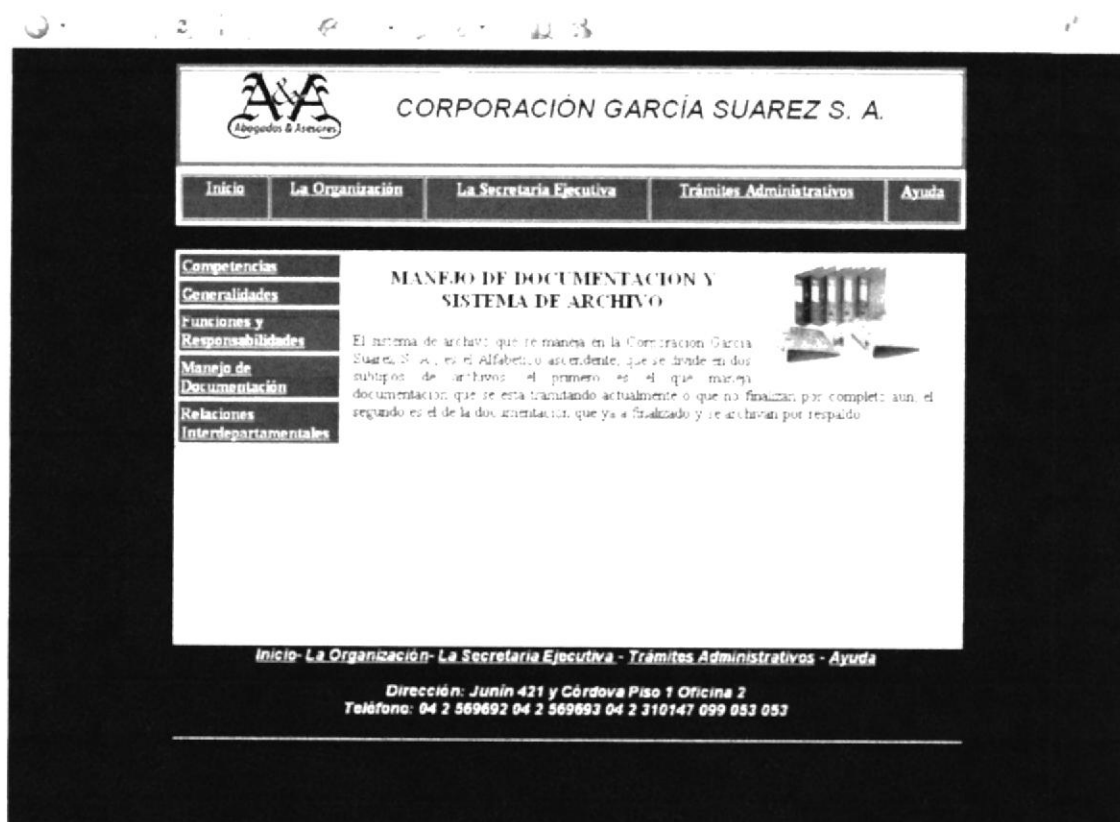 A&A
Abogados & Asesores
CORPORACIÓN GARCÍA SUAREZ S. A.
Inicio
La Organización
La Secretaria Ejecutiva
Trámites Administrativos
Ayuda
Competencias
Generalidades
Funciones y
Responsabilidades
Manejo de
Documentación
Relaciones
Interdepartamentales
MANEJO DE DOCUMENTACION Y
SISTEMA DE ARCHIVO
El sistema de archivo que se maneja en la Corporacion Garcia
Suarez S. A., es el Alfabetico ascendente, que se divide en dos
subtipos de archivos el primero es el que maneja
documentacion que se esta tramitando actualmente o que no finalizan por completo aun, el
segundo es el de la documentacion que ya a finalizado y se archivan por respaldo
Inicio- La Organización- La Secretaria Ejecutiva - Trámites Administrativos - Ayuda
Dirección: Junín 421 y Córdova Piso 1 Oficina 2
Teléfono: 04 2 569692 04 2 569693 04 2 310147 099 053 053